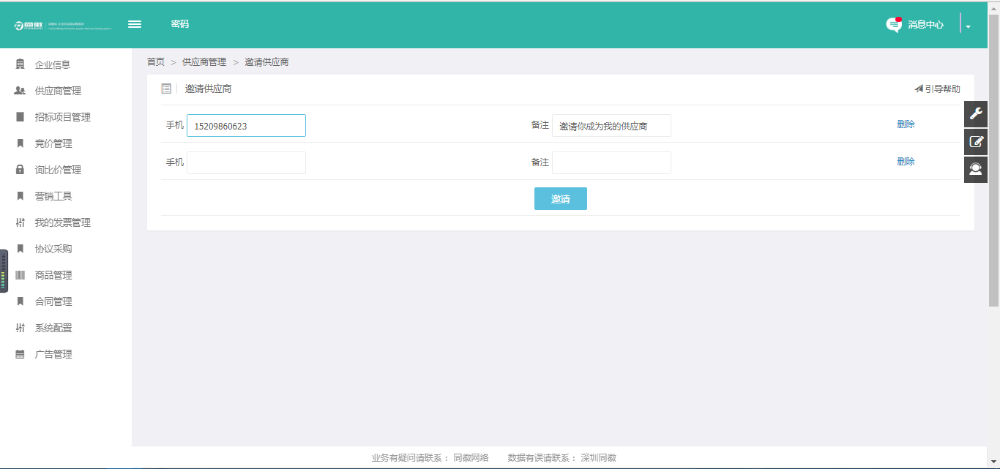 同徽
密码
消息中心
企业信息
供应商管理
招标项目管理
竞价管理
询比价管理
营销工具
我的发票管理
协议采购
商品管理
合同管理
系统配置
广告管理
首页 > 供应商管理 > 邀请供应商
邀请供应商 引导帮助
手机 15209860623 备注 邀请你成为我的供应商 删除
手机 备注 删除
邀请
业务有疑问请联系： 同徽网络 数据有误请联系： 深圳同徽